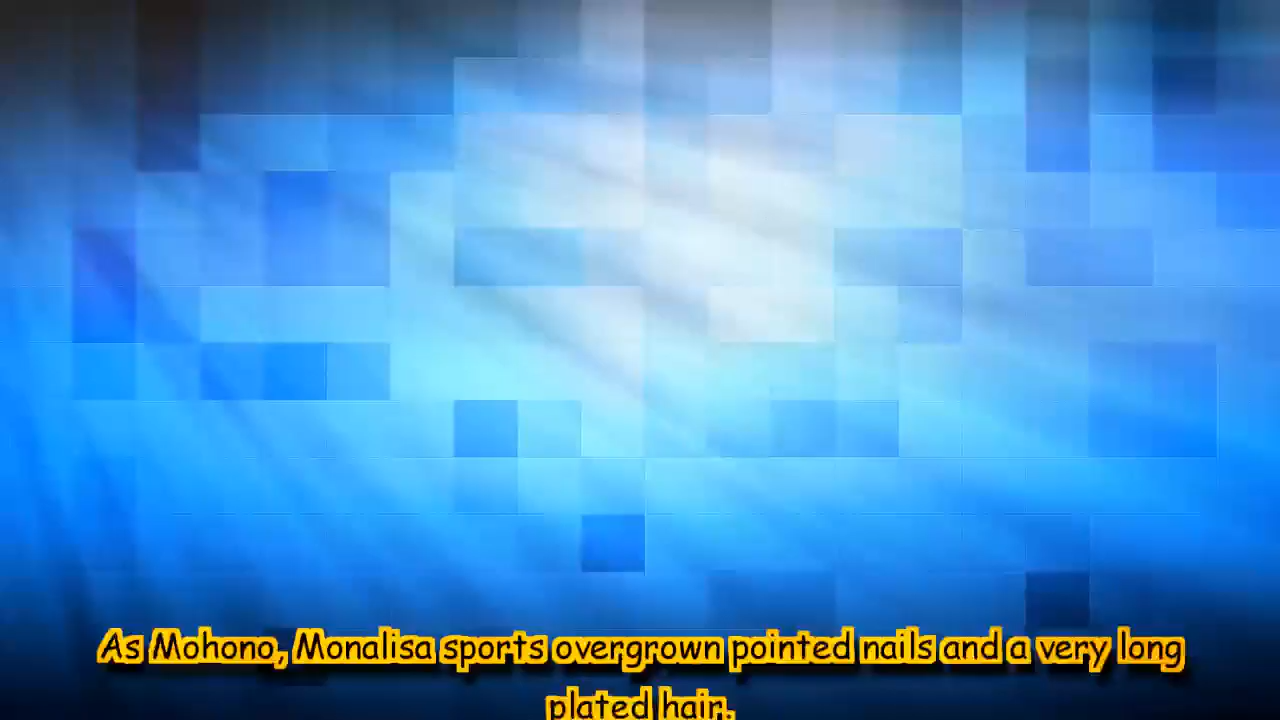 As Mohono, Monalisa sports overgrown pointed nails and a very long
plated hair.